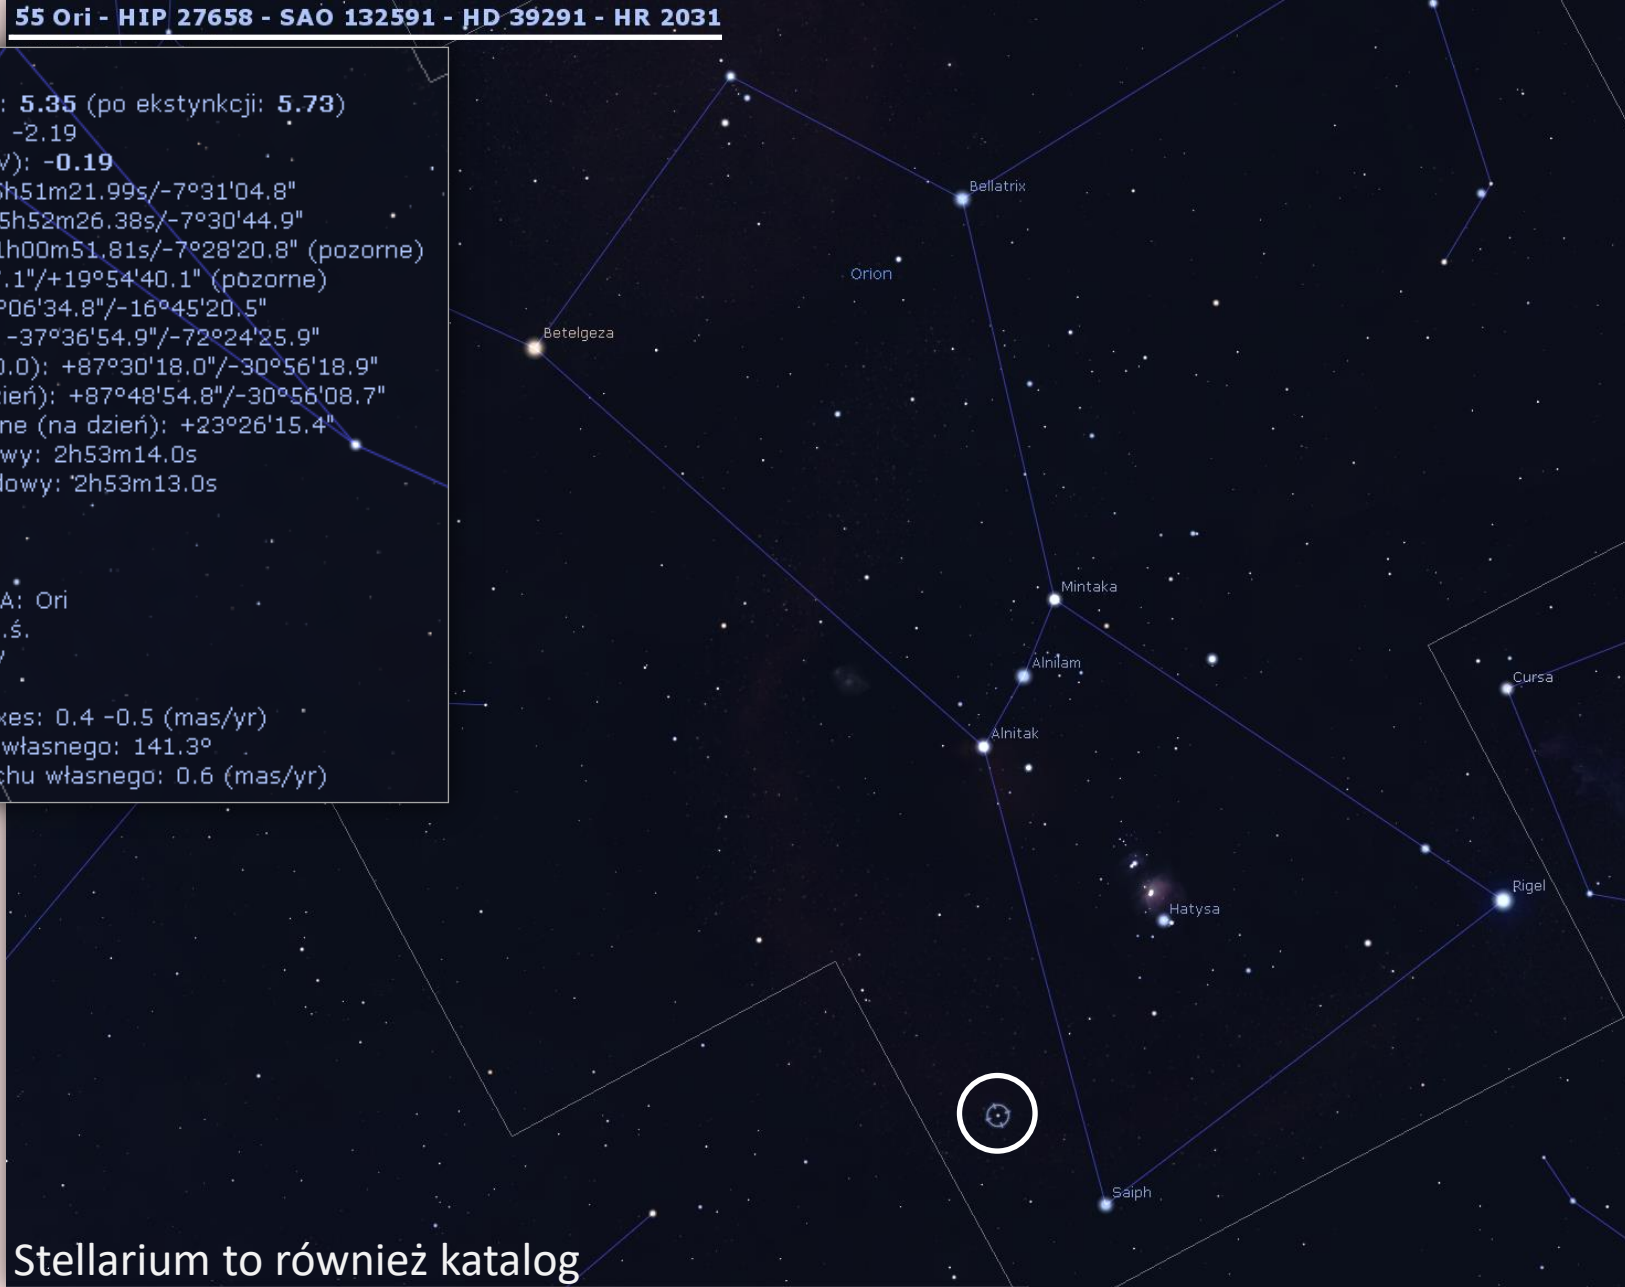 55 Ori - HIP 27658 - SAO 132591 - HD 39291 - HR 2031
: 5.35 (po ekstynkcji: 5.73)
-2.19
V): -0.19
5h51m21.99s/-7°31'04.8"
5h52m26.38s/-7°30'44.9"
1h00m51.81s/-7°28'20.8" (pozorne)
.1"/+19°54'40.1" (pozorne)
°06'34.8"/-16°45'20.5"
-37°36'54.9"/-72°24'25.9"
0.0): +87°30'18.0"/-30°56'18.9"
ień): +87°48'54.8"/-30°56'08.7"
ne (na dzień): +23°26'15.4"
wy: 2h53m14.0s
dowy: 2h53m13.0s
A: Ori
.ś.
xes: 0.4 -0.5 (mas/yr)
własnego: 141.3°
chu własnego: 0.6 (mas/yr)
Bellatrix
Orion
Betelgeza
Mintaka
Alnilam
Cursa
Alnitak
Rigel
Hatysa
Saiph
Stellarium to również katalog